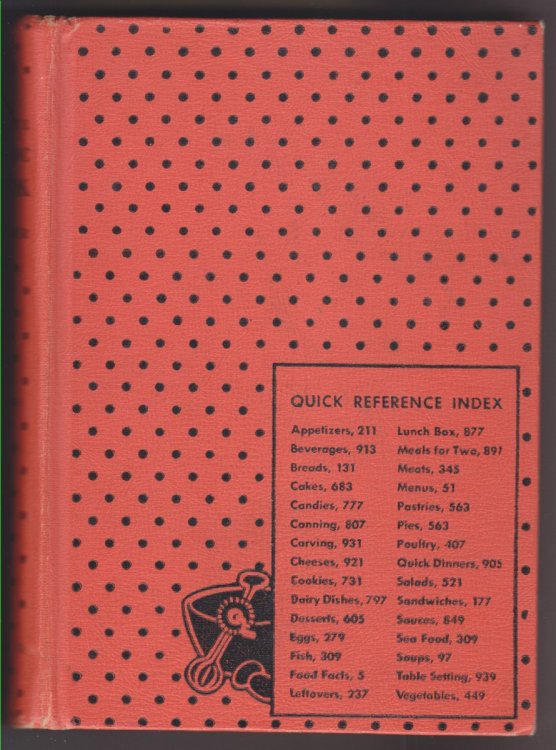 QUICK REFERENCE INDEX
Appetizers, 211
Beverages, 913
Breads, 131
Cakes, 683
Candies, 777
Canning, 807
Carving, 931
Cheeses, 921
Cookies, 731
Dairy Dishes, 797
Desserts, 605
Eggs, 279
Fish, 309
Food Facts, 5
Leftovers, 237
Lunch Box, 877
Meals for Two, 891
Meats, 345
Menus, 51
Pastries, 563
Pies, 563
Poultry, 407
Quick Dinners, 905
Salads, 521
Sandwiches, 177
Sauces, 849
Sea Food, 309
Soups, 97
Table Setting, 939
Vegetables, 449